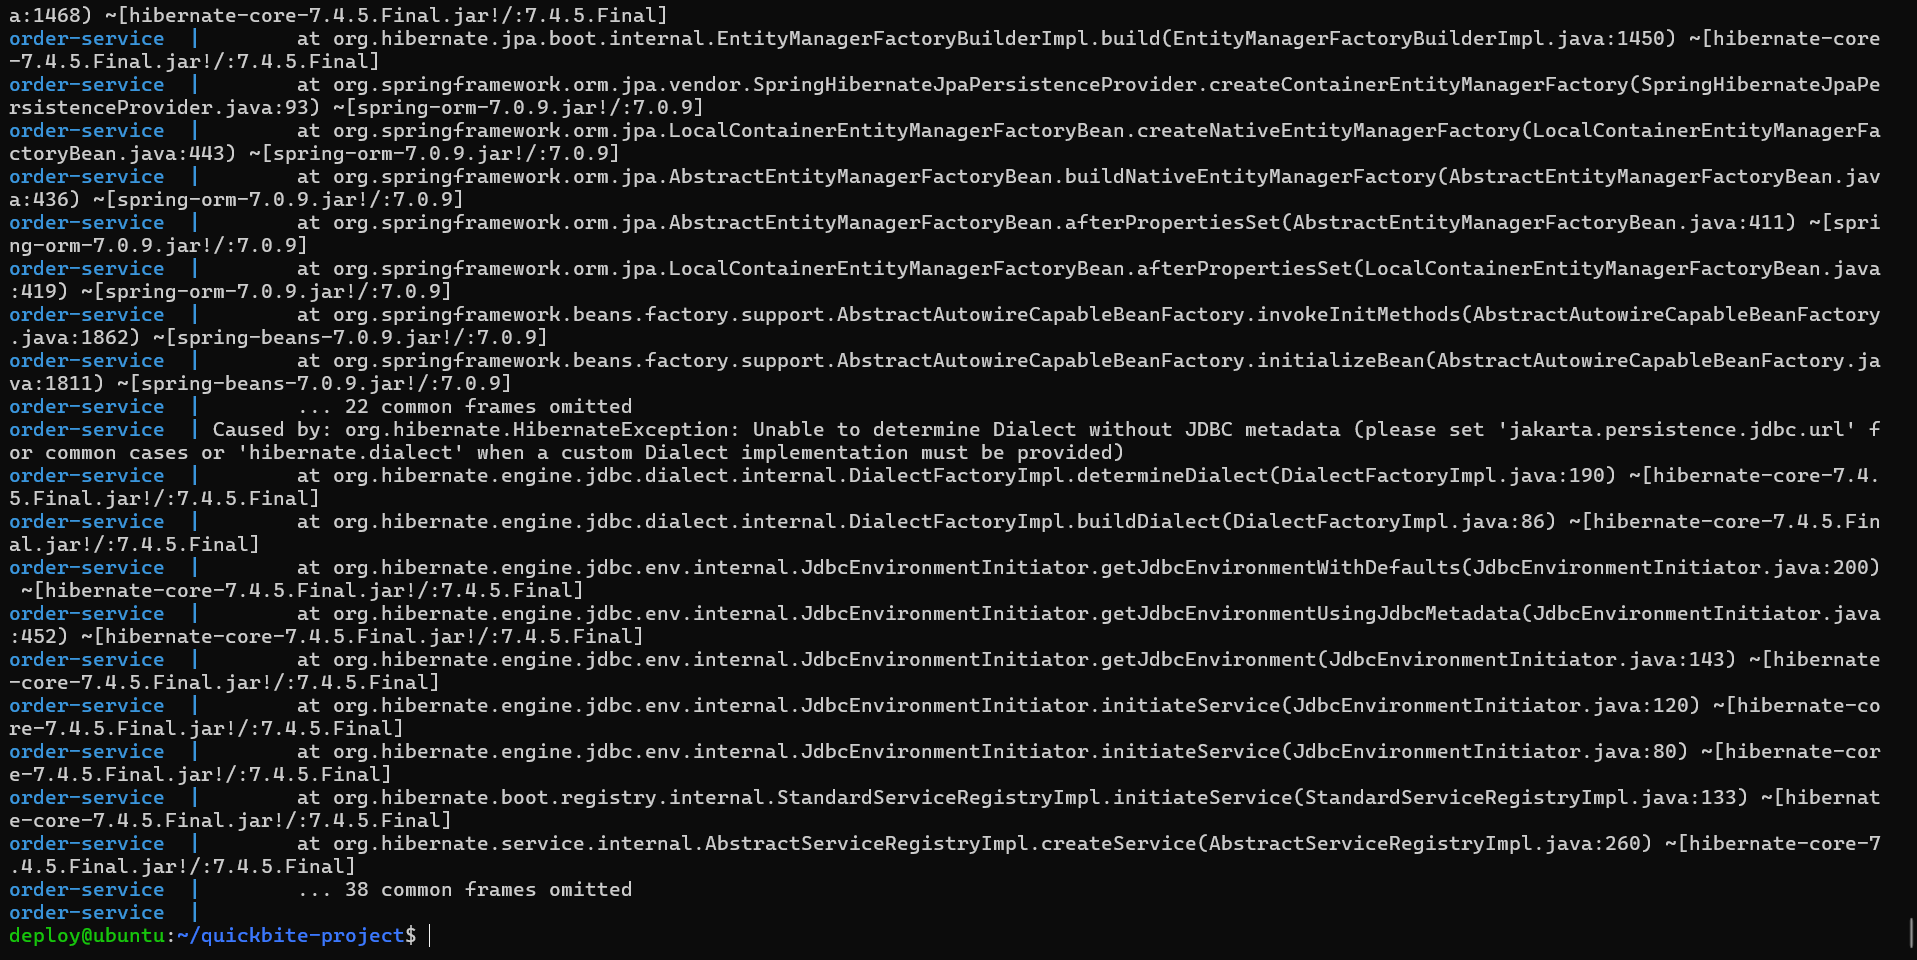 a:1468) ~[hibernate-core-7.4.5.Final.jar!/:7.4.5.Final]
order-service  |        at org.hibernate.jpa.boot.internal.EntityManagerFactoryBuilderImpl.build(EntityManagerFactoryBuilderImpl.java:1450) ~[hibernate-core
-7.4.5.Final.jar!/:7.4.5.Final]
order-service  |        at org.springframework.orm.jpa.vendor.SpringHibernateJpaPersistenceProvider.createContainerEntityManagerFactory(SpringHibernateJpaPe
rsistenceProvider.java:93) ~[spring-orm-7.0.9.jar!/:7.0.9]
order-service  |        at org.springframework.orm.jpa.LocalContainerEntityManagerFactoryBean.createNativeEntityManagerFactory(LocalContainerEntityManagerFa
ctoryBean.java:443) ~[spring-orm-7.0.9.jar!/:7.0.9]
order-service  |        at org.springframework.orm.jpa.AbstractEntityManagerFactoryBean.buildNativeEntityManagerFactory(AbstractEntityManagerFactoryBean.jav
a:436) ~[spring-orm-7.0.9.jar!/:7.0.9]
order-service  |        at org.springframework.orm.jpa.AbstractEntityManagerFactoryBean.afterPropertiesSet(AbstractEntityManagerFactoryBean.java:411) ~[spri
ng-orm-7.0.9.jar!/:7.0.9]
order-service  |        at org.springframework.orm.jpa.LocalContainerEntityManagerFactoryBean.afterPropertiesSet(LocalContainerEntityManagerFactoryBean.java
:419) ~[spring-orm-7.0.9.jar!/:7.0.9]
order-service  |        at org.springframework.beans.factory.support.AbstractAutowireCapableBeanFactory.invokeInitMethods(AbstractAutowireCapableBeanFactory
.java:1862) ~[spring-beans-7.0.9.jar!/:7.0.9]
order-service  |        at org.springframework.beans.factory.support.AbstractAutowireCapableBeanFactory.initializeBean(AbstractAutowireCapableBeanFactory.ja
va:1811) ~[spring-beans-7.0.9.jar!/:7.0.9]
order-service  |        ... 22 common frames omitted
order-service  | Caused by: org.hibernate.HibernateException: Unable to determine Dialect without JDBC metadata (please set 'jakarta.persistence.jdbc.url' f
or common cases or 'hibernate.dialect' when a custom Dialect implementation must be provided)
order-service  |        at org.hibernate.engine.jdbc.dialect.internal.DialectFactoryImpl.determineDialect(DialectFactoryImpl.java:190) ~[hibernate-core-7.4.
5.Final.jar!/:7.4.5.Final]
order-service  |        at org.hibernate.engine.jdbc.dialect.internal.DialectFactoryImpl.buildDialect(DialectFactoryImpl.java:86) ~[hibernate-core-7.4.5.Fin
al.jar!/:7.4.5.Final]
order-service  |        at org.hibernate.engine.jdbc.env.internal.JdbcEnvironmentInitiator.getJdbcEnvironmentWithDefaults(JdbcEnvironmentInitiator.java:200)
 ~[hibernate-core-7.4.5.Final.jar!/:7.4.5.Final]
order-service  |        at org.hibernate.engine.jdbc.env.internal.JdbcEnvironmentInitiator.getJdbcEnvironmentUsingJdbcMetadata(JdbcEnvironmentInitiator.java
:452) ~[hibernate-core-7.4.5.Final.jar!/:7.4.5.Final]
order-service  |        at org.hibernate.engine.jdbc.env.internal.JdbcEnvironmentInitiator.getJdbcEnvironment(JdbcEnvironmentInitiator.java:143) ~[hibernate
-core-7.4.5.Final.jar!/:7.4.5.Final]
order-service  |        at org.hibernate.engine.jdbc.env.internal.JdbcEnvironmentInitiator.initiateService(JdbcEnvironmentInitiator.java:120) ~[hibernate-co
re-7.4.5.Final.jar!/:7.4.5.Final]
order-service  |        at org.hibernate.engine.jdbc.env.internal.JdbcEnvironmentInitiator.initiateService(JdbcEnvironmentInitiator.java:80) ~[hibernate-cor
e-7.4.5.Final.jar!/:7.4.5.Final]
order-service  |        at org.hibernate.boot.registry.internal.StandardServiceRegistryImpl.initiateService(StandardServiceRegistryImpl.java:133) ~[hibernat
e-core-7.4.5.Final.jar!/:7.4.5.Final]
order-service  |        at org.hibernate.service.internal.AbstractServiceRegistryImpl.createService(AbstractServiceRegistryImpl.java:260) ~[hibernate-core-7
.4.5.Final.jar!/:7.4.5.Final]
order-service  |        ... 38 common frames omitted
order-service  |
deploy@ubuntu:~/quickbite-project$